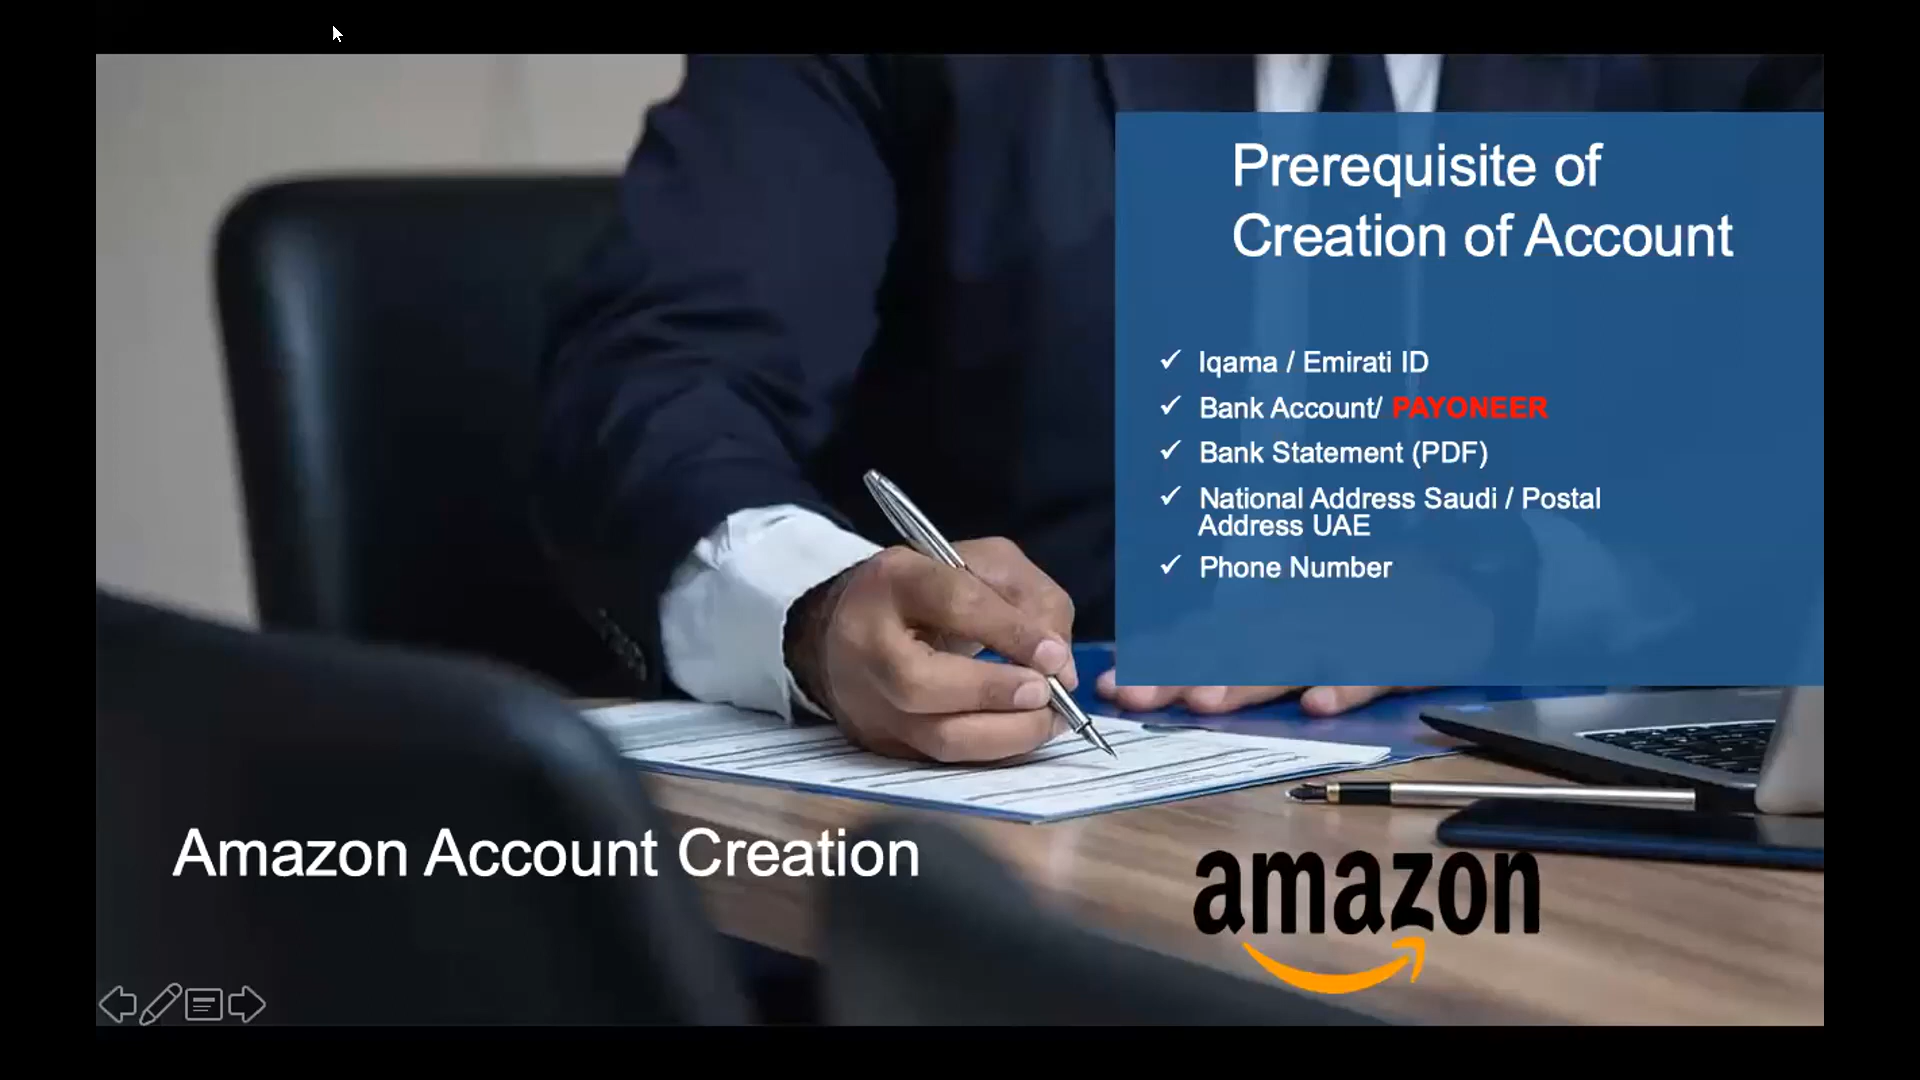 Prerequisite of
Creation of Account
✓ Iqama / Emirati ID
✓ Bank Account/ PAYONEER
✓ Bank Statement (PDF)
✓ National Address Saudi / Postal
Address UAE
✓ Phone Number
Amazon Account Creation
amazon